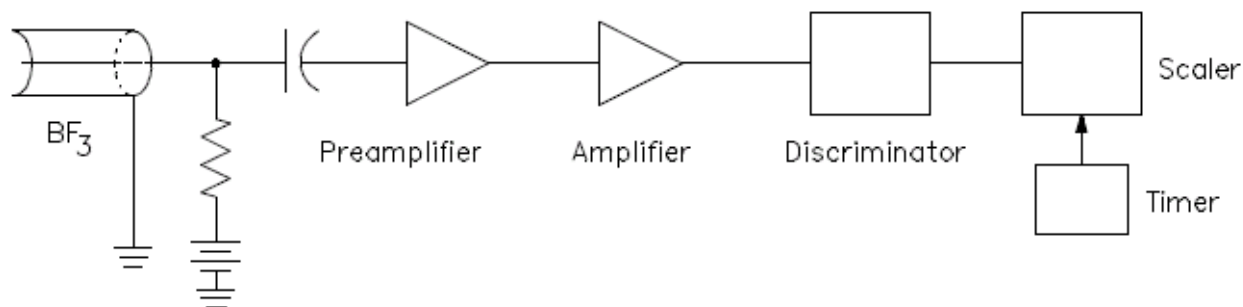 BF3
Preamplifier
Amplifier
Discriminator
Scaler
Timer